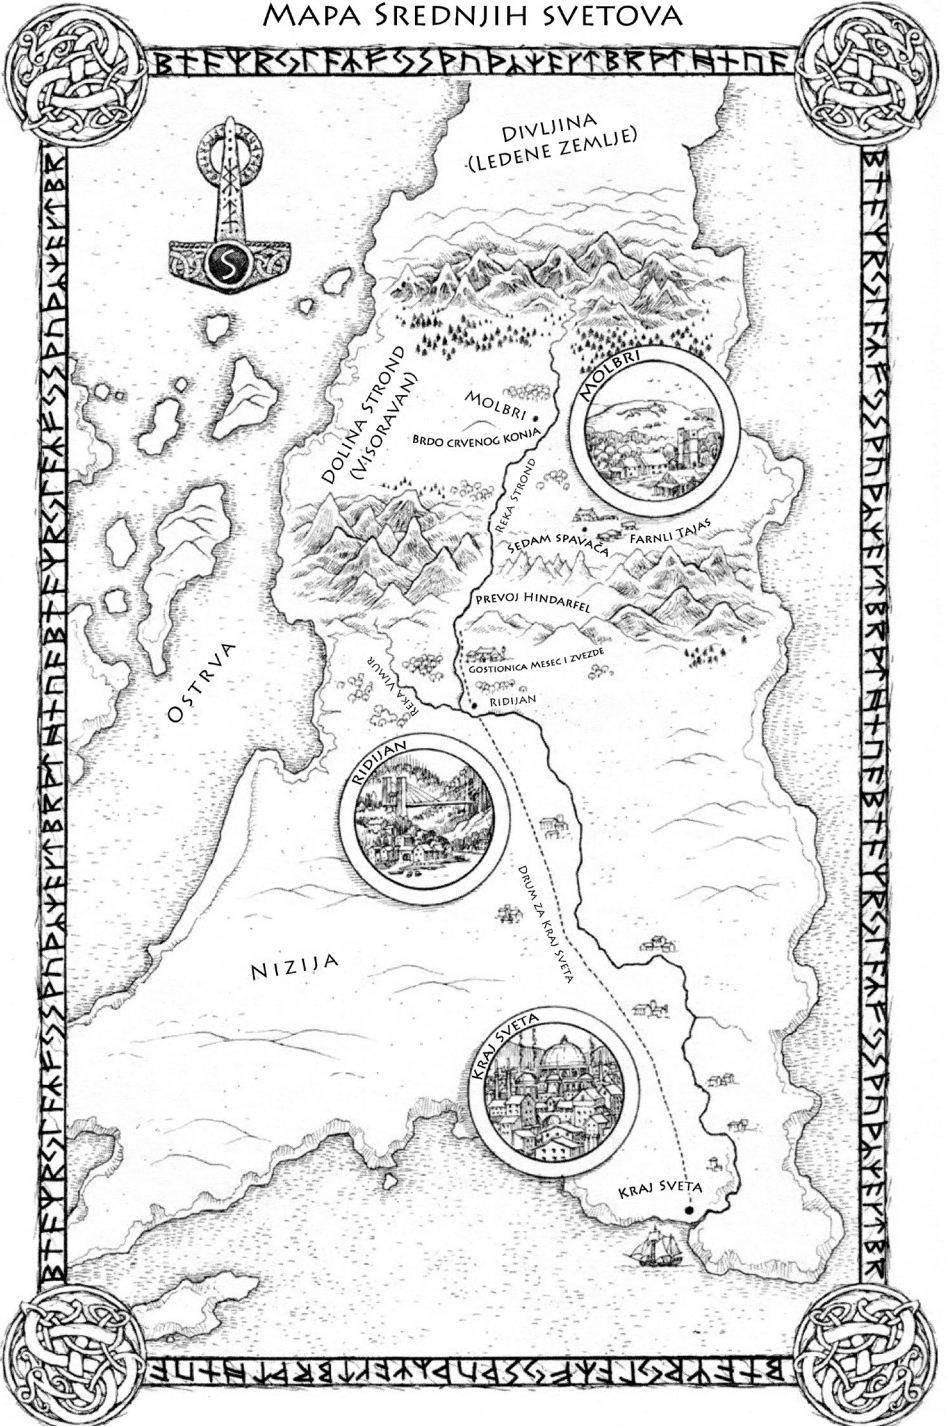 Mapa Srednjih svetova
Divljina
(Ledene zemlje)
Dolina Strond
(Visoravan)
Molbri
Molbri
Brdo Crvenog konja
Reka Strond
Sedam spavača
Farnli Tajas
Prevoj Hindarfel
Ostrva
Reka Vimur
Gostionica Mesec i zvezde
Ridijan
Ridijan
Drum za Kraj sveta
Nizija
Kraj sveta
Kraj sveta